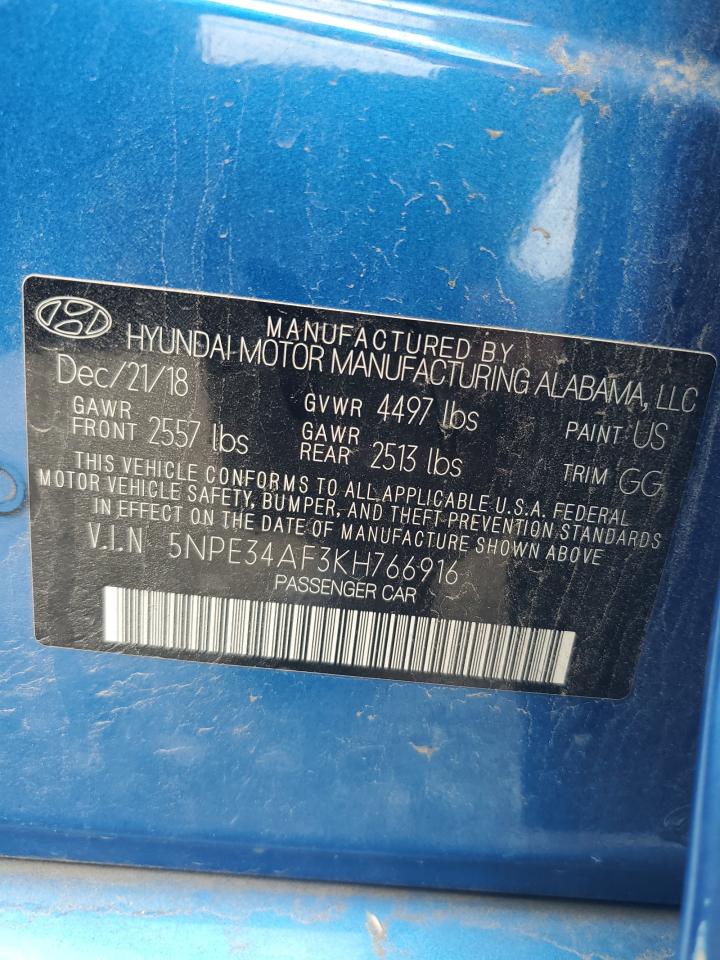 MANUFACTURED BY
HYUNDAI MOTOR MANUFACTURING ALABAMA, LLC
Dec/21/18
GAWR FRONT 2557 lbs
GVWR 4497 lbs
GAWR REAR 2513 lbs
PAINT US
TRIM GG
THIS VEHICLE CONFORMS TO ALL APPLICABLE U.S.A. FEDERAL
MOTOR VEHICLE SAFETY, BUMPER, AND THEFT PREVENTION STANDARDS
IN EFFECT ON THE DATE OF MANUFACTURE SHOWN ABOVE
V.I.N 5NPE34AF3KH766916
PASSENGER CAR